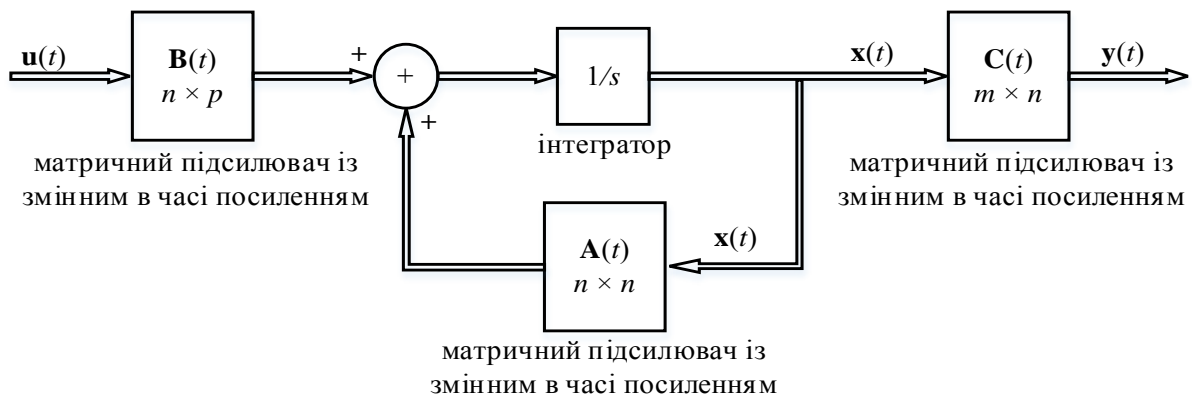 u(t)
B(t)
n × p
+
+
+
1/s
x(t)
C(t)
m × n
y(t)
інтегратор
матричний підсилювач із
змінним в часі посиленням
матричний підсилювач із
змінним в часі посиленням
A(t)
n × n
x(t)
матричний підсилювач із
змінним в часі посиленням